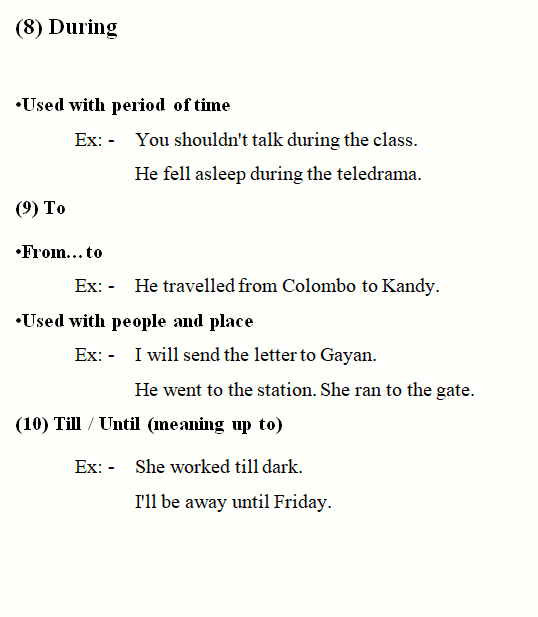 (8) During
•Used with period of time
Ex: - You shouldn't talk during the class.
He fell asleep during the teledrama.
(9) To
•From…to
Ex: - He travelled from Colombo to Kandy.
•Used with people and place
Ex: - I will send the letter to Gayan.
He went to the station. She ran to the gate.
(10) Till / Until (meaning up to)
Ex: - She worked till dark.
I'll be away until Friday.